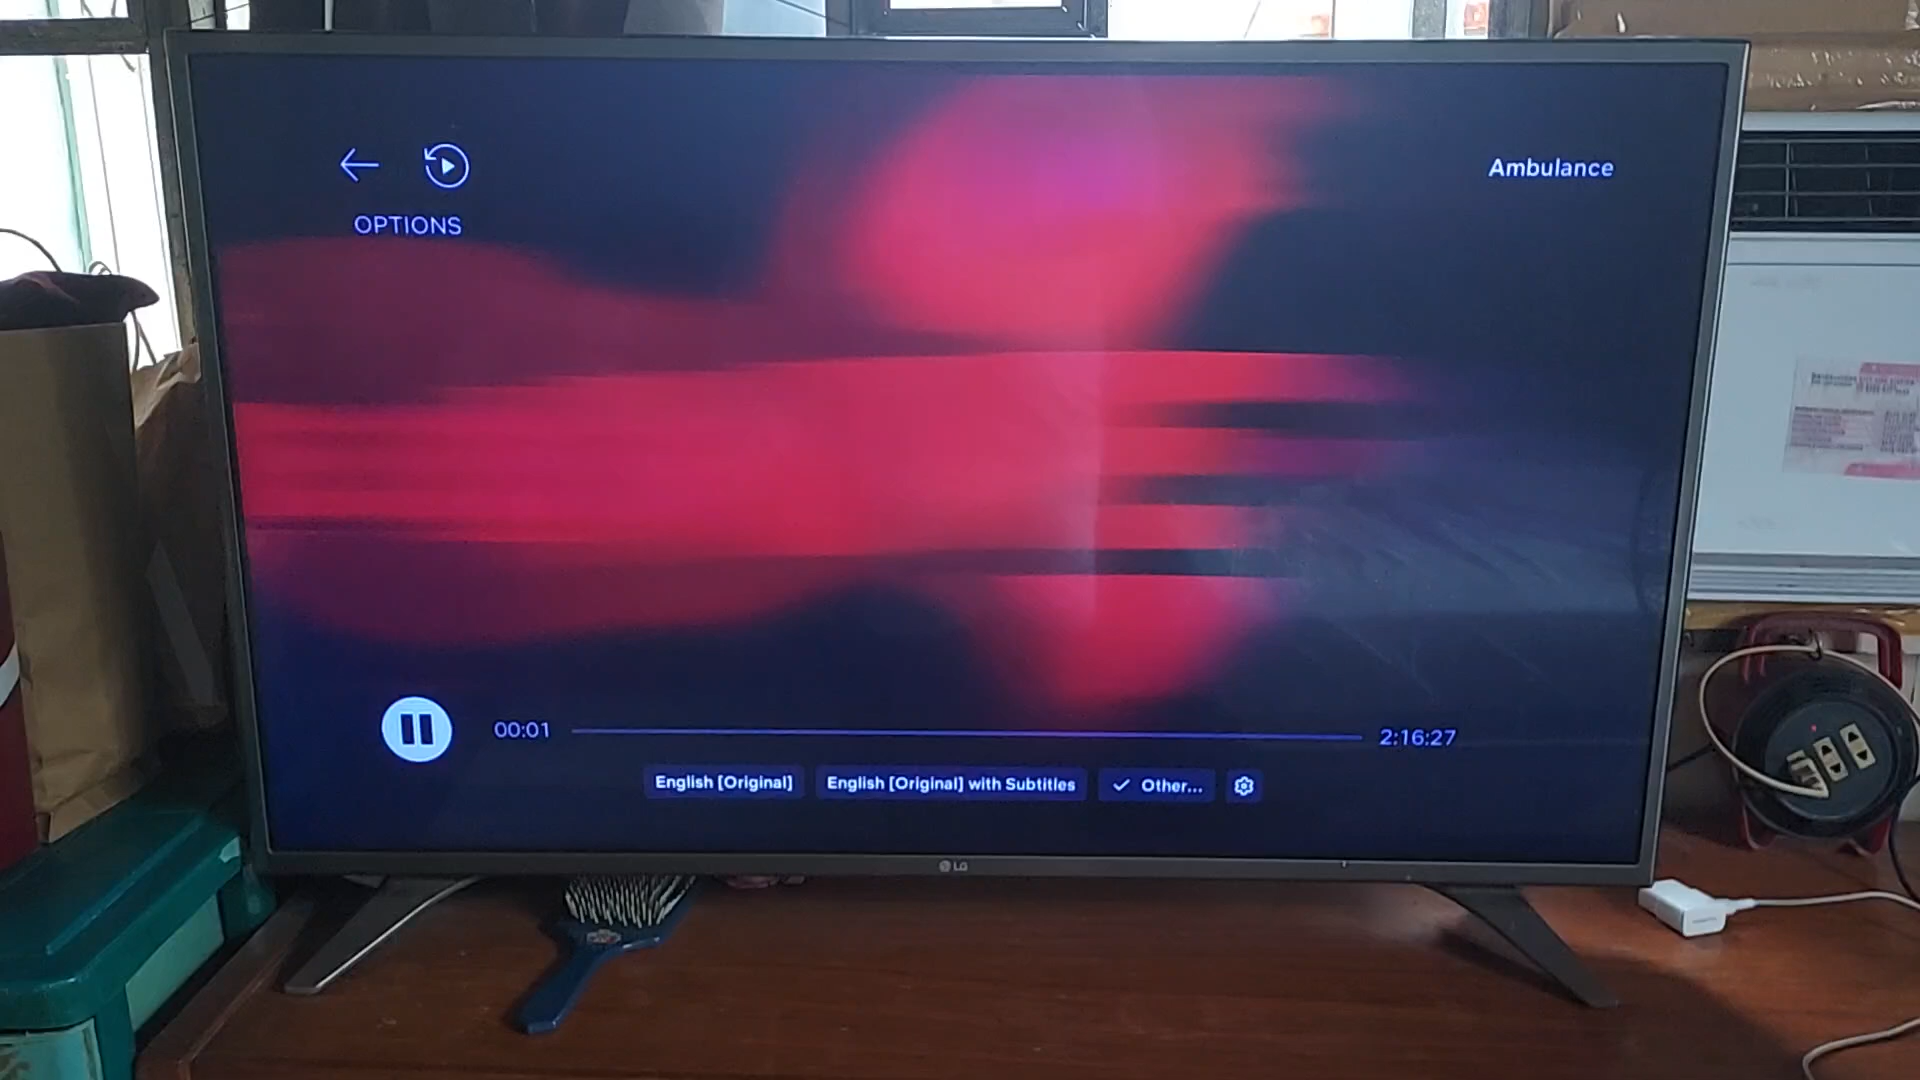 Ambulance
OPTIONS
00:01
2:16:27
English [Original]
English [Original] with Subtitles
Other...
LG